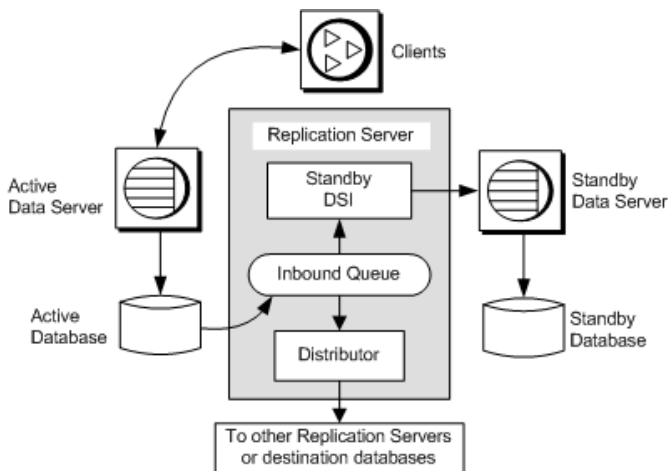 Clients
Replication Server
Active
Data Server
Standby
DSI
Standby
Data Server
Inbound Queue
Active
Database
Distributor
Standby
Database
To other Replication Servers
or destination databases